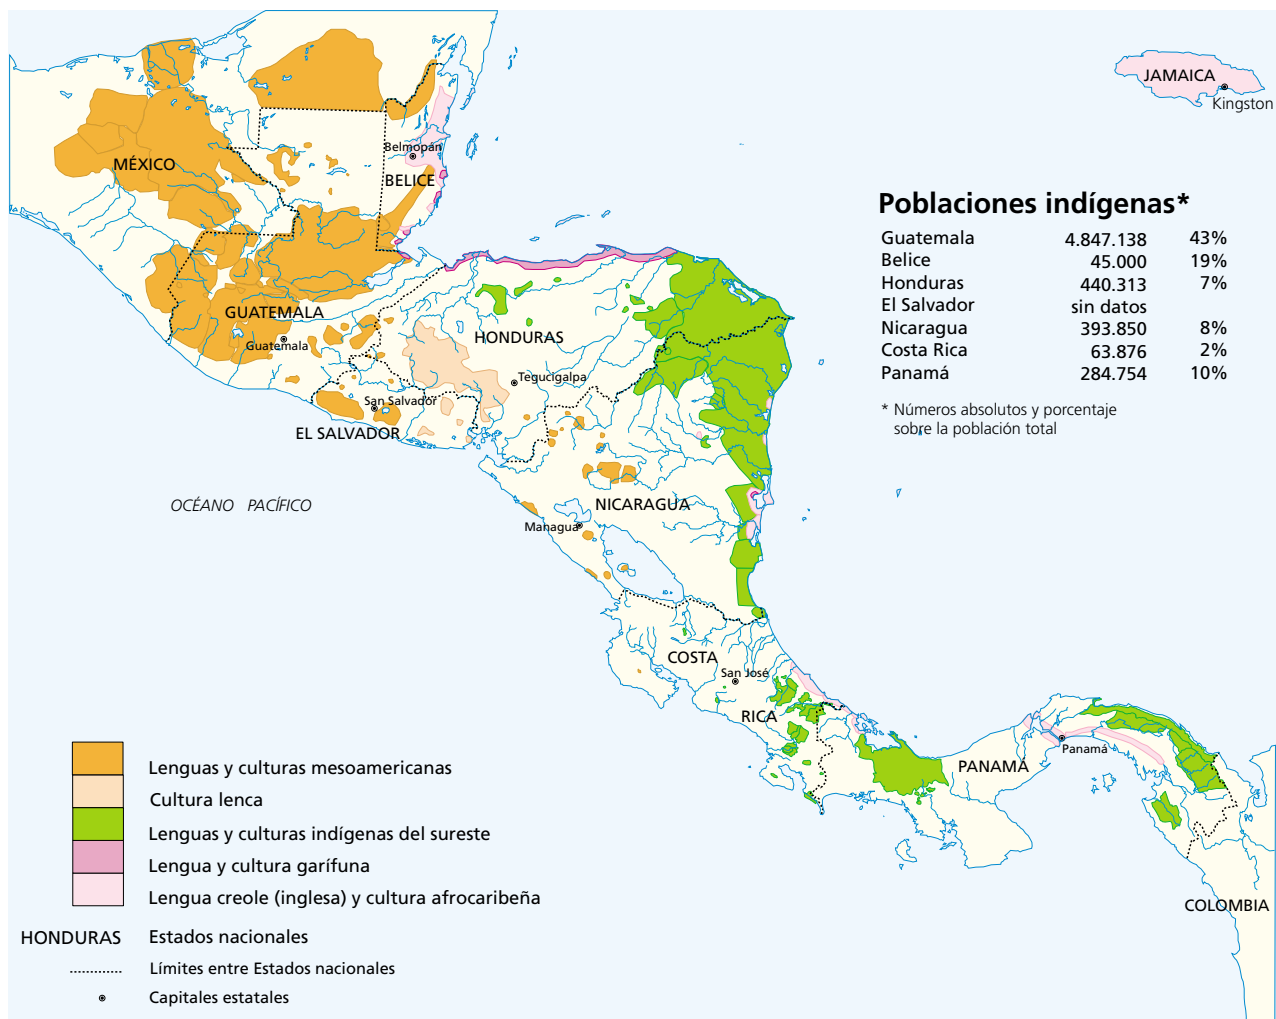 JAMAICA
Kingston
Belmopán
MÉXICO
BELICE
Poblaciones indígenas*
Guatemala 4.847.138 43%
Belice 45.000 19%
Honduras 440.313 7%
El Salvador sin datos
Nicaragua 393.850 8%
Costa Rica 63.876 2%
Panamá 284.754 10%
* Números absolutos y porcentaje
sobre la población total
GUATEMALA
Guatemala
HONDURAS
Tegucigalpa
San Salvador
EL SALVADOR
OCÉANO PACÍFICO
NICARAGUA
Managua
COSTA
San José
RICA
Panamá
PANAMÁ
COLOMBIA
Lenguas y culturas mesoamericanas
Cultura lenca
Lenguas y culturas indígenas del sureste
Lengua y cultura garífuna
Lengua creole (inglesa) y cultura afrocaribeña
HONDURAS Estados nacionales
Límites entre Estados nacionales
Capitales estatales